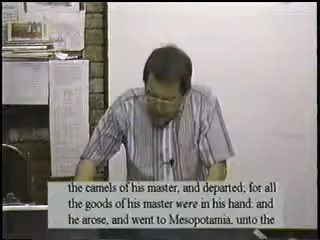 the camels of his master, and departed; for all
the goods of his master were in his hand: and
he arose, and went to Mesopotamia, unto the